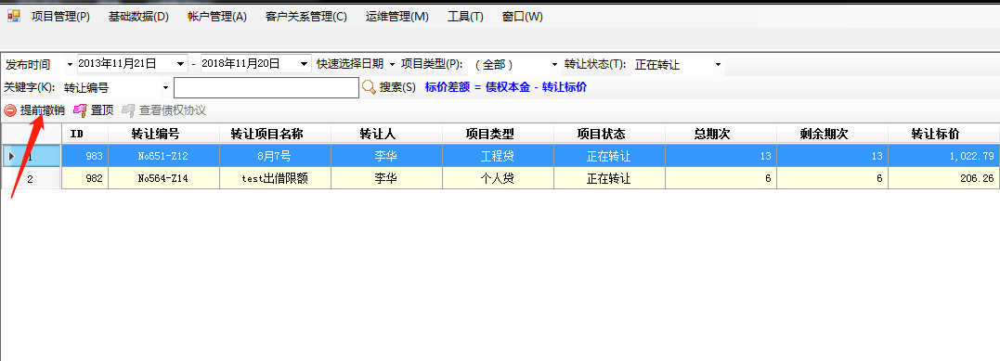 项目管理(P) 基础数据(D) 帐户管理(A) 客户关系管理(C) 运维管理(M) 工具(T) 窗口(W)
发布时间 2013年11月21日 - 2018年11月20日 快速选择日期 项目类型(P): (全部) 转让状态(T): 正在转让
关键字(K): 转让编号 搜索(S) 标价差额 = 债权本金 - 转让标价
提前撤销 置顶 查看债权协议
ID 转让编号 转让项目名称 转让人 项目类型 项目状态 总期次 剩余期次 转让标价
1 983 No651-Z12 8月7号 李华 工程贷 正在转让 13 13 1,022.79
2 982 No564-Z14 test出借限额 李华 个人贷 正在转让 6 6 206.26